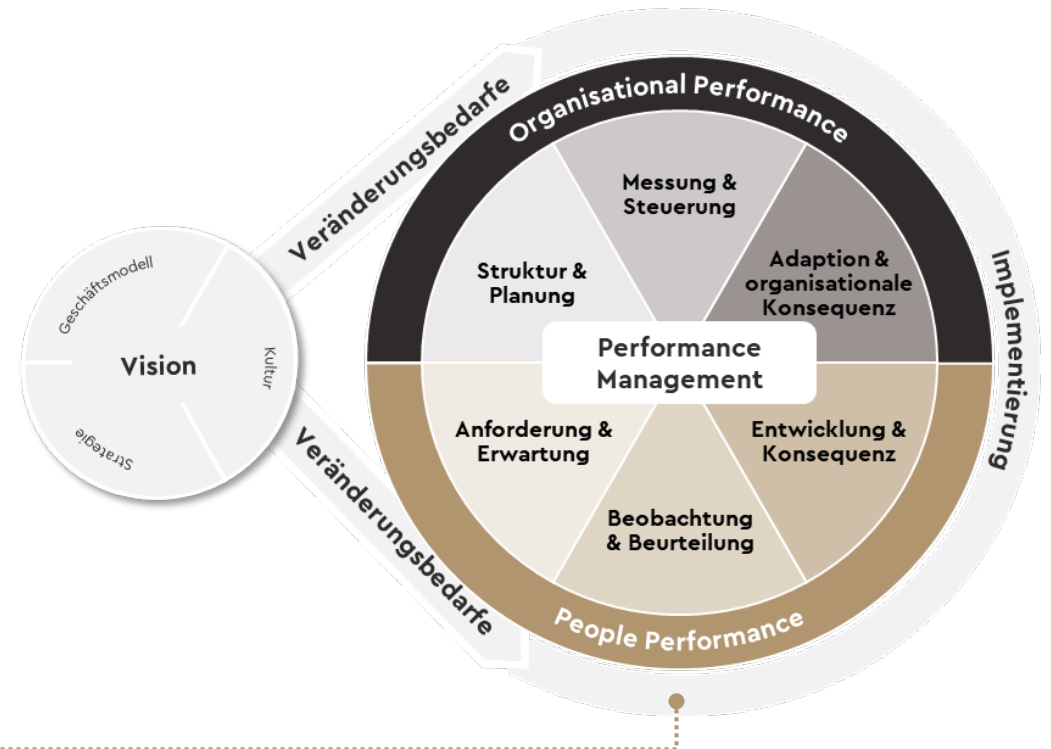 Geschäftsmodell
Vision
Kultur
Strategie
Veränderungsbedarfe
Veränderungsbedarfe
Organisational Performance
Messung &
Steuerung
Struktur &
Planung
Adaption &
organisationale
Konsequenz
Performance
Management
Anforderung &
Erwartung
Entwicklung &
Konsequenz
Beobachtung
& Beurteilung
People Performance
Implementierung